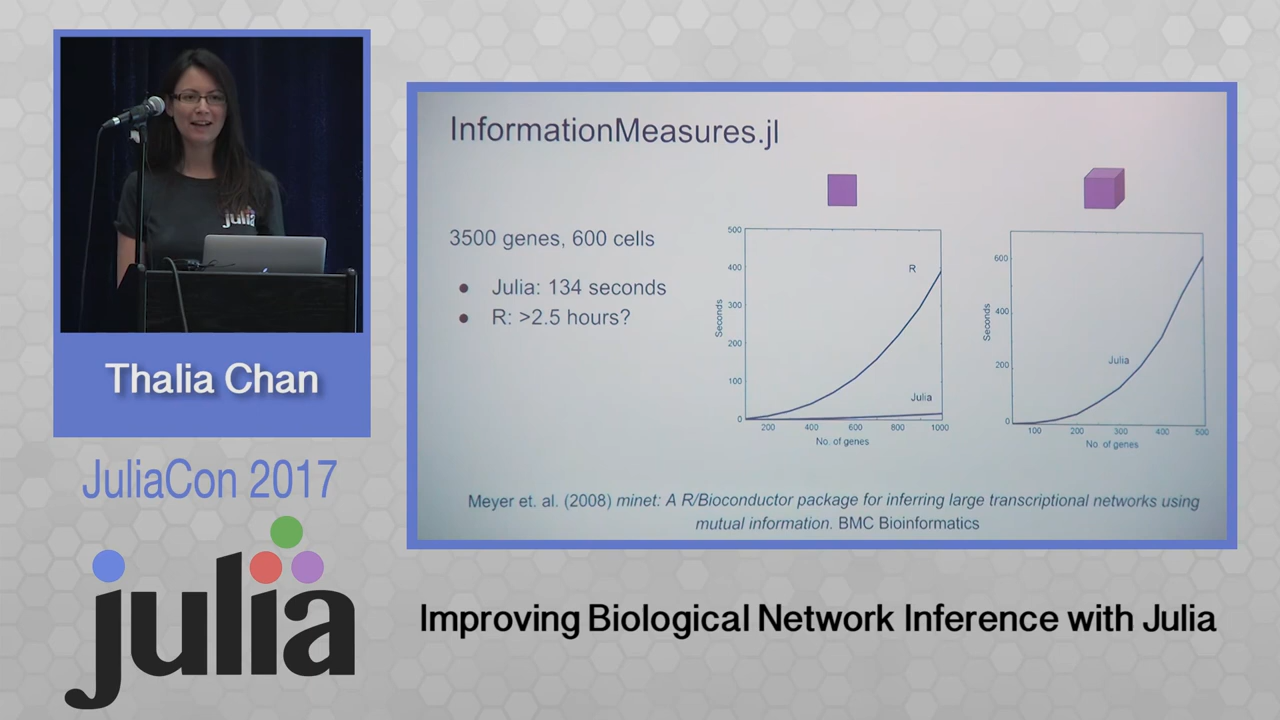 julia
Thalia Chan
JuliaCon 2017
julia
InformationMeasures.jl
3500 genes, 600 cells
● Julia: 134 seconds
● R: >2.5 hours?
500
400
300
200
100
0
Seconds
R
Julia
200 400 600 800 1000
No. of genes
600
400
200
0
Seconds
Julia
100 200 300 400 500
No. of genes
Meyer et. al. (2008) minet: A R/Bioconductor package for inferring large transcriptional networks using
mutual information. BMC Bioinformatics
Improving Biological Network Inference with Julia